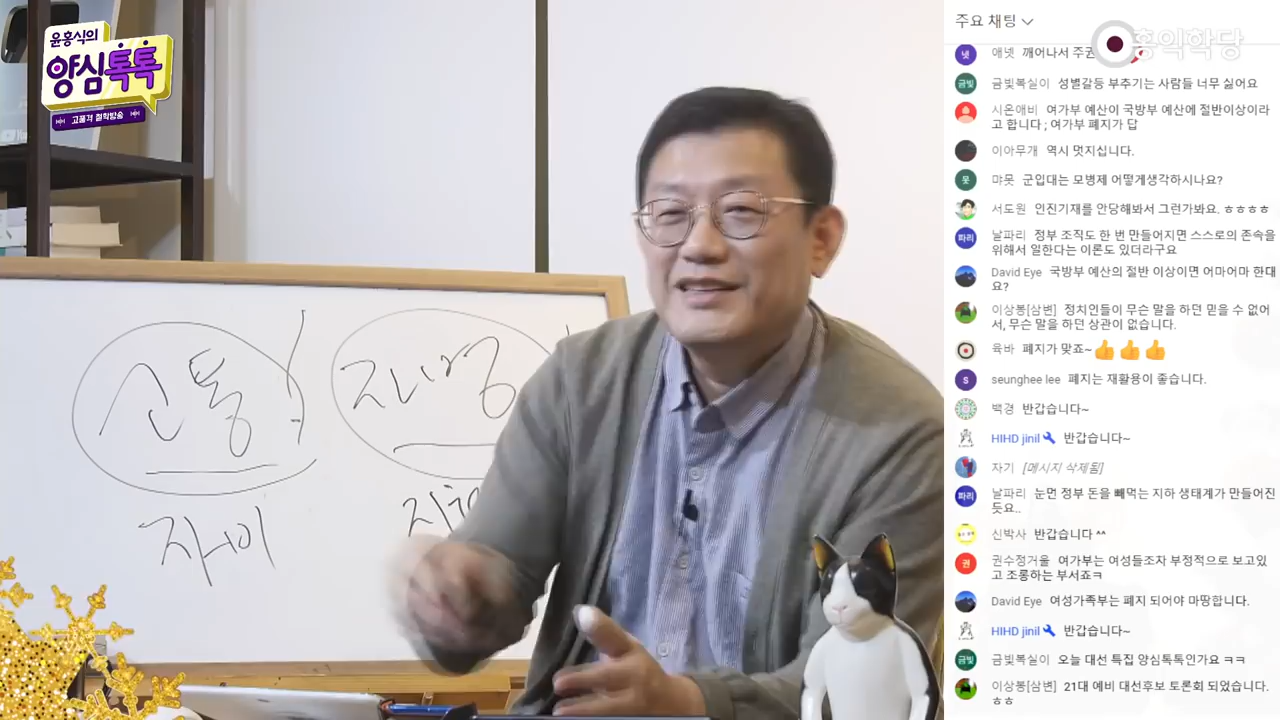 윤홍식의
양심톡톡
고품격 철학방송
신통
지명
자비
홍익학당
주요 채팅
애넷 깨어나서 주권
금빛복실이 성별갈등 부추기는 사람들 너무 싫어요
시온애비 여가부 예산이 국방부 예산에 절반이상이라
고 합니다 ; 여가부 폐지가 답
이아무개 역시 멋지십니다.
먀뭇 군입대는 모병제 어떻게생각하시나요?
서도원 인진기재를 안당해봐서 그런가봐요. ㅎㅎㅎㅎ
날파리 정부 조직도 한 번 만들어지면 스스로의 존속을
위해서 일한다는 이론도 있더라구요
David Eye 국방부 예산의 절반 이상이면 어마어마 한대
요?
이상봉[삼변] 정치인들이 무슨 말을 하던 믿을 수 없어
서, 무슨 말을 하던 상관이 없습니다.
육바 폐지가 맞죠~👍👍👍
seunghee lee 폐지는 재활용이 좋습니다.
백경 반갑습니다~
HIHD jinil 반갑습니다~
자기 [메시지 삭제됨]
날파리 눈먼 정부 돈을 빼먹는 지하 생태계가 만들어진
듯요..
신박사 반갑습니다 ^^
권수정거울 여가부는 여성들조자 부정적으로 보고있
고 조롱하는 부서죠ㅋ
David Eye 여성가족부는 폐지 되어야 마땅합니다.
HIHD jinil 반갑습니다~
금빛복실이 오늘 대선 특집 양심톡톡인가요 ㅋㅋ
이상봉[삼변] 21대 예비 대선후보 토론회 되었습니다.
ㅎㅎ